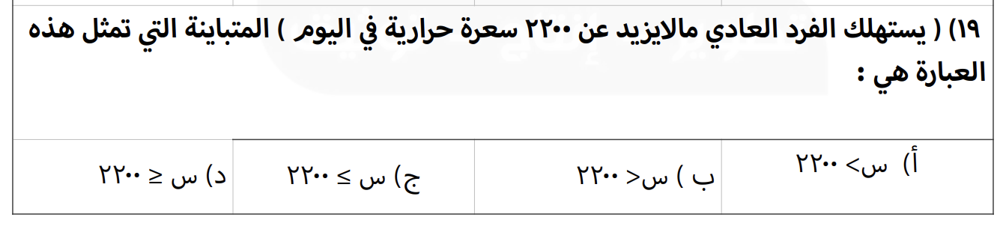 ١٩) ( يستهلك الفرد العادي مالايزيد عن ٢٢٠٠ سعرة حرارية في اليوم ) المتباينة التي تمثل هذه
العبارة هي :
أ) س> ٢٢٠٠ ب ) س< ٢٢٠٠ ج) س ≥ ٢٢٠٠ د) س ≤ ٢٢٠٠